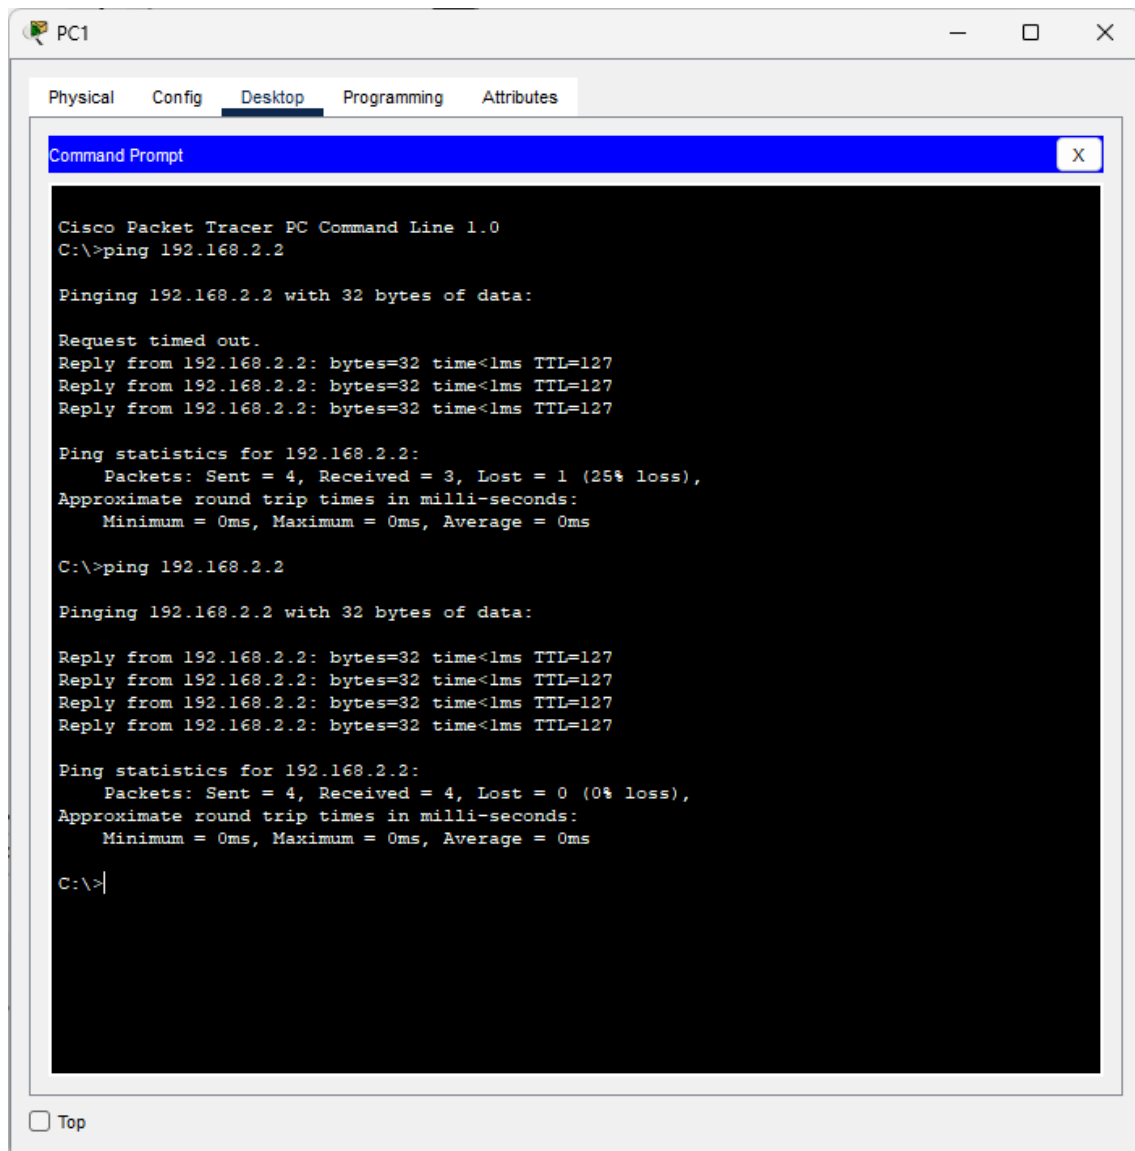 PC1
Physical Config Desktop Programming Attributes
Command Prompt X
Cisco Packet Tracer PC Command Line 1.0
C:\>ping 192.168.2.2
Pinging 192.168.2.2 with 32 bytes of data:
Request timed out.
Reply from 192.168.2.2: bytes=32 time<1ms TTL=127
Reply from 192.168.2.2: bytes=32 time<1ms TTL=127
Reply from 192.168.2.2: bytes=32 time<1ms TTL=127
Ping statistics for 192.168.2.2:
Packets: Sent = 4, Received = 3, Lost = 1 (25% loss),
Approximate round trip times in milli-seconds:
Minimum = 0ms, Maximum = 0ms, Average = 0ms
C:\>ping 192.168.2.2
Pinging 192.168.2.2 with 32 bytes of data:
Reply from 192.168.2.2: bytes=32 time<1ms TTL=127
Reply from 192.168.2.2: bytes=32 time<1ms TTL=127
Reply from 192.168.2.2: bytes=32 time<1ms TTL=127
Reply from 192.168.2.2: bytes=32 time<1ms TTL=127
Ping statistics for 192.168.2.2:
Packets: Sent = 4, Received = 4, Lost = 0 (0% loss),
Approximate round trip times in milli-seconds:
Minimum = 0ms, Maximum = 0ms, Average = 0ms
C:\>
Top